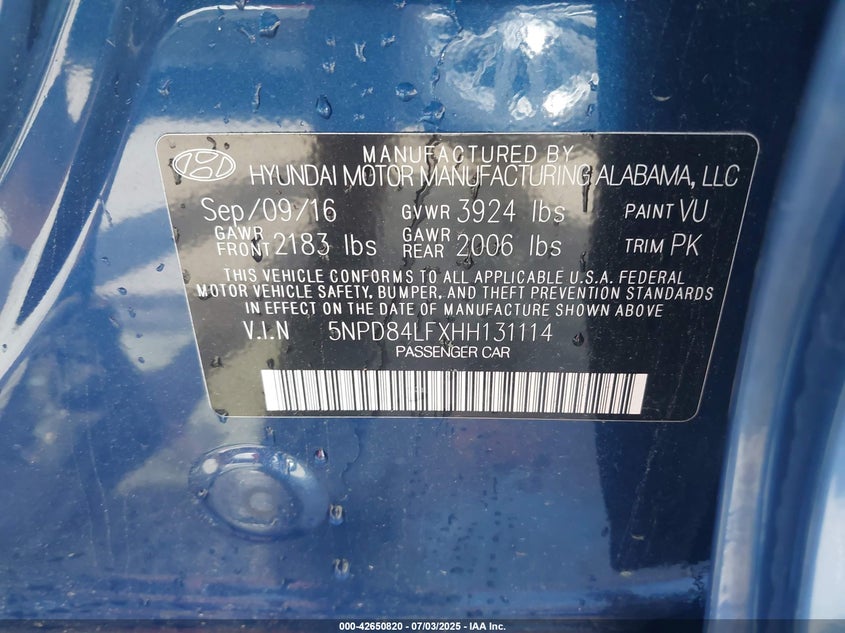 MANUFACTURED BY
HYUNDAI MOTOR MANUFACTURING ALABAMA, LLC
Sep/09/16 GVWR 3924 lbs PAINT VU
GAWR FRONT 2183 lbs GAWR REAR 2006 lbs TRIM PK
THIS VEHICLE CONFORMS TO ALL APPLICABLE U.S.A. FEDERAL
MOTOR VEHICLE SAFETY, BUMPER, AND THEFT PREVENTION STANDARDS
IN EFFECT ON THE DATE OF MANUFACTURE SHOWN ABOVE
V.I.N 5NPD84LFXHH131114
PASSENGER CAR
000-42650820 - 07/03/2025 - IAA Inc.